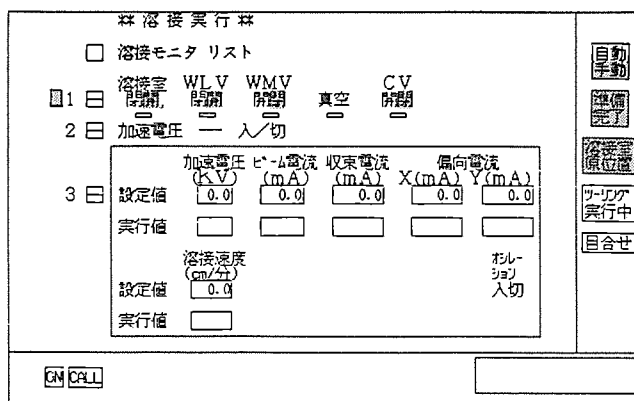 ** 溶接実行 **
溶接モニタ リスト
溶接室 WLV WMV CV
1 閉開 閉開 閉開 真空 閉開
2 加速電圧 ― 入/切
加速電圧 ビーム電流 収束電流 偏向電流
(KV) (mA) (mA) X(mA) Y(mA)
3 設定値 0.0 0.0 0.0 0.0 0.0
実行値
溶接速度
(cm/分)
設定値 0.0
実行値
オシレーション
入切
自動
手動
準備
完了
溶接室
原位置
ツーリング
実行中
目合せ
CALL